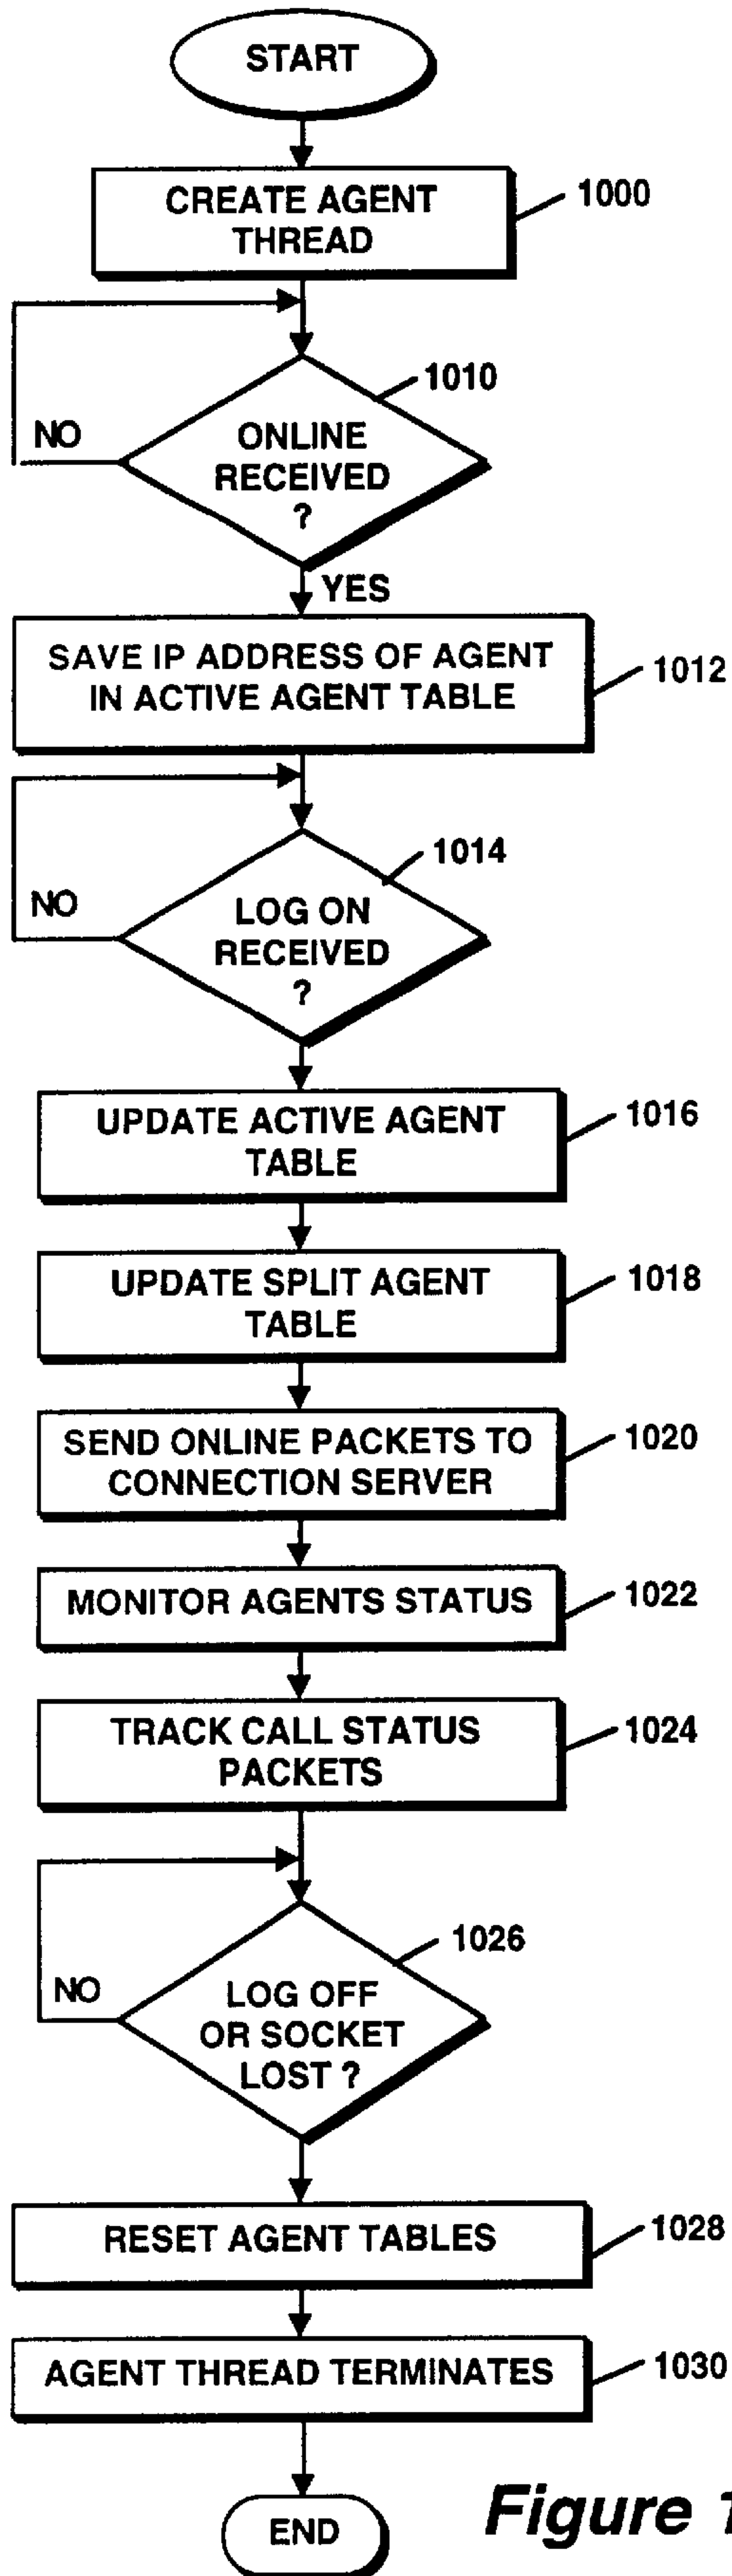 START
CREATE AGENT
THREAD
1000
1010
NO
ONLINE
RECEIVED
?
YES
SAVE IP ADDRESS OF AGENT
IN ACTIVE AGENT TABLE
1012
1014
NO
LOG ON
RECEIVED
?
UPDATE ACTIVE AGENT
TABLE
1016
UPDATE SPLIT AGENT
TABLE
1018
SEND ONLINE PACKETS TO
CONNECTION SERVER
1020
MONITOR AGENTS STATUS
1022
TRACK CALL STATUS
PACKETS
1024
1026
NO
LOG OFF
OR SOCKET
LOST ?
RESET AGENT TABLES
1028
AGENT THREAD TERMINATES
1030
END
Figure